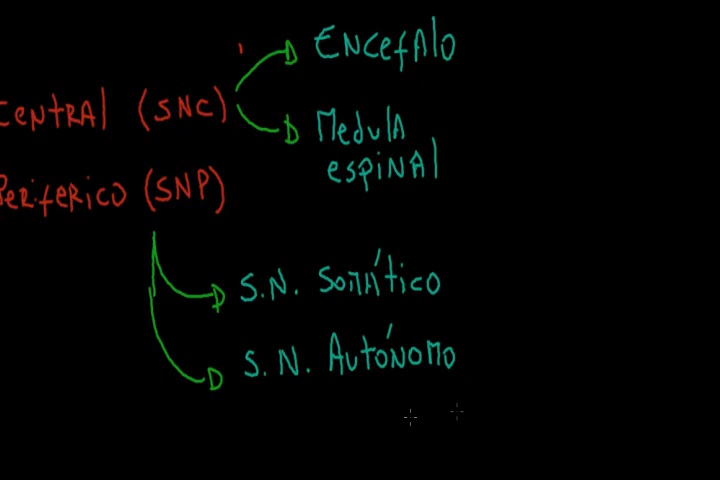 Encefalo
Central (SNC)
Medula
espinal
Periferico (SNP)
S.N. Somático
S.N. Autónomo